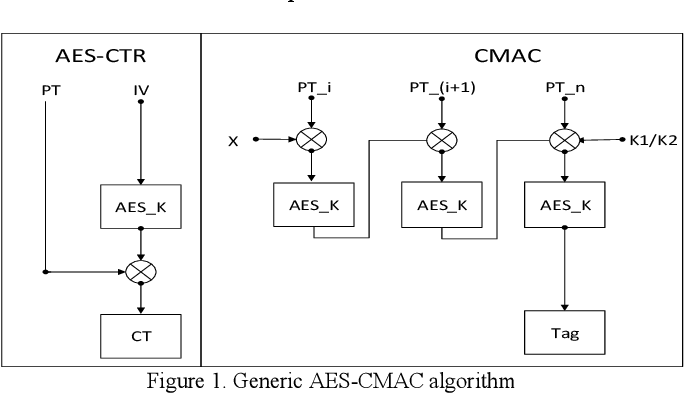 AES-CTR
CMAC
PT IV
PT_i PT_(i+1) PT_n
X
K1/K2
AES_K
AES_K AES_K AES_K
CT
Tag
Figure 1. Generic AES-CMAC algorithm